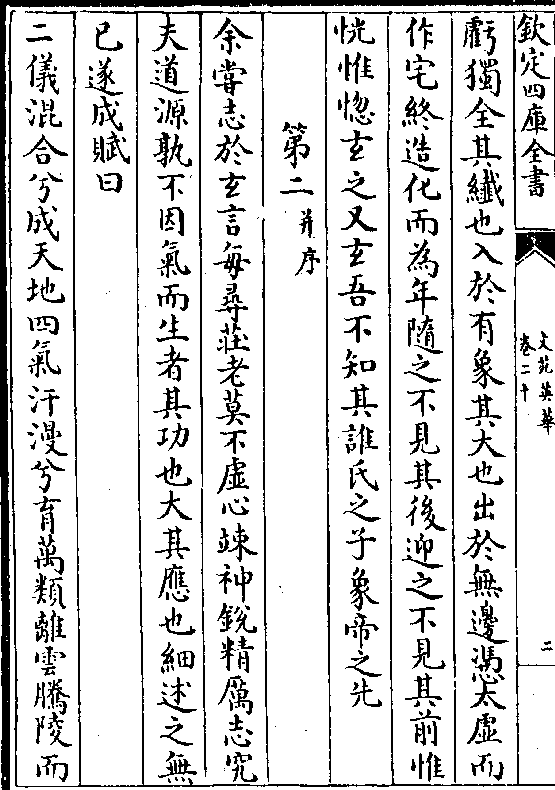 欽定四庫全書
文苑英華
卷二十
二
虧獨全其纎也入於有象其大也出於無邊憑太虛而
作宅終造化而為年隨之不見其後迎之不見其前惟
恍惟惚玄之又玄吾不知其誰氏之子象帝之先
第二并序
余嘗志於玄言每尋莊老莫不虛心竦神銳精厲志究
夫道源孰不因氣而生者其功也大其應也細述之無
已遂成賦曰
二儀混合兮成天地四氣汗漫兮育萬類離雲騰陵而